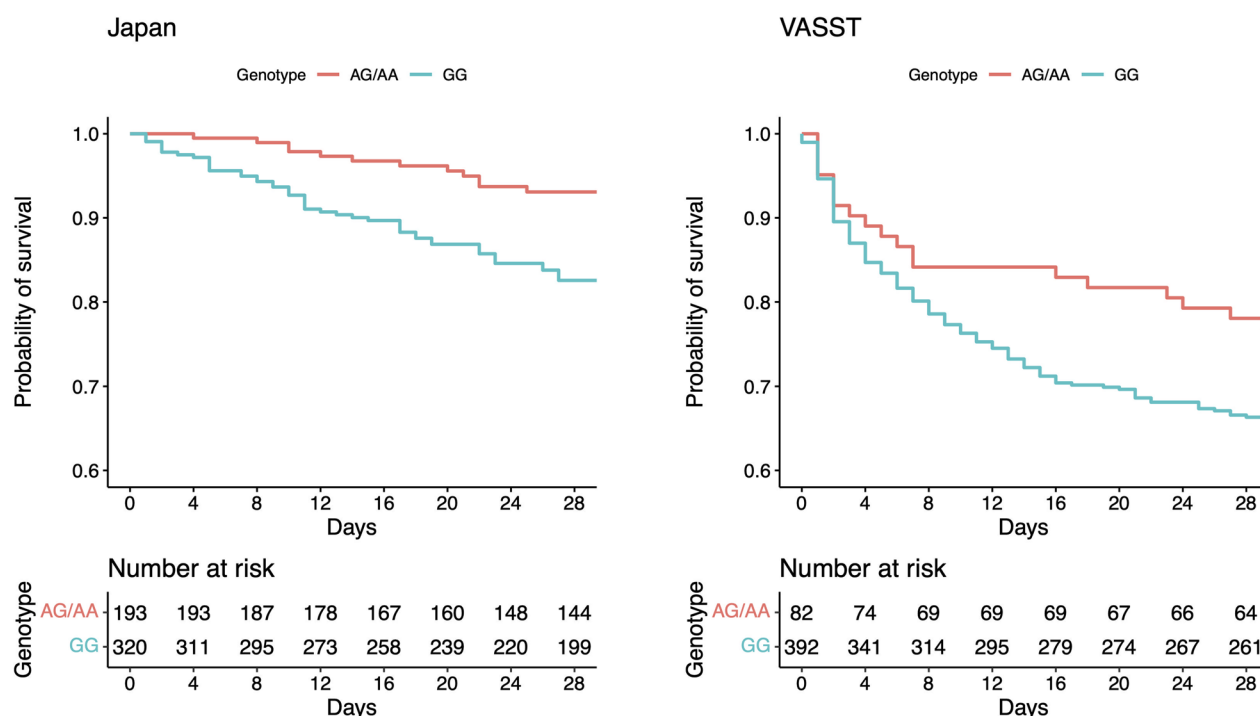 Japan
Genotype AG/AA GG
Probability of survival
1.0
0.9
0.8
0.7
0.6
0 4 8 12 16 20 24 28
Days
Number at risk
Genotype
AG/AA 193 193 187 178 167 160 148 144
GG 320 311 295 273 258 239 220 199
0 4 8 12 16 20 24 28
Days
VASST
Genotype AG/AA GG
Probability of survival
1.0
0.9
0.8
0.7
0.6
0 4 8 12 16 20 24 28
Days
Number at risk
Genotype
AG/AA 82 74 69 69 69 67 66 64
GG 392 341 314 295 279 274 267 261
0 4 8 12 16 20 24 28
Days